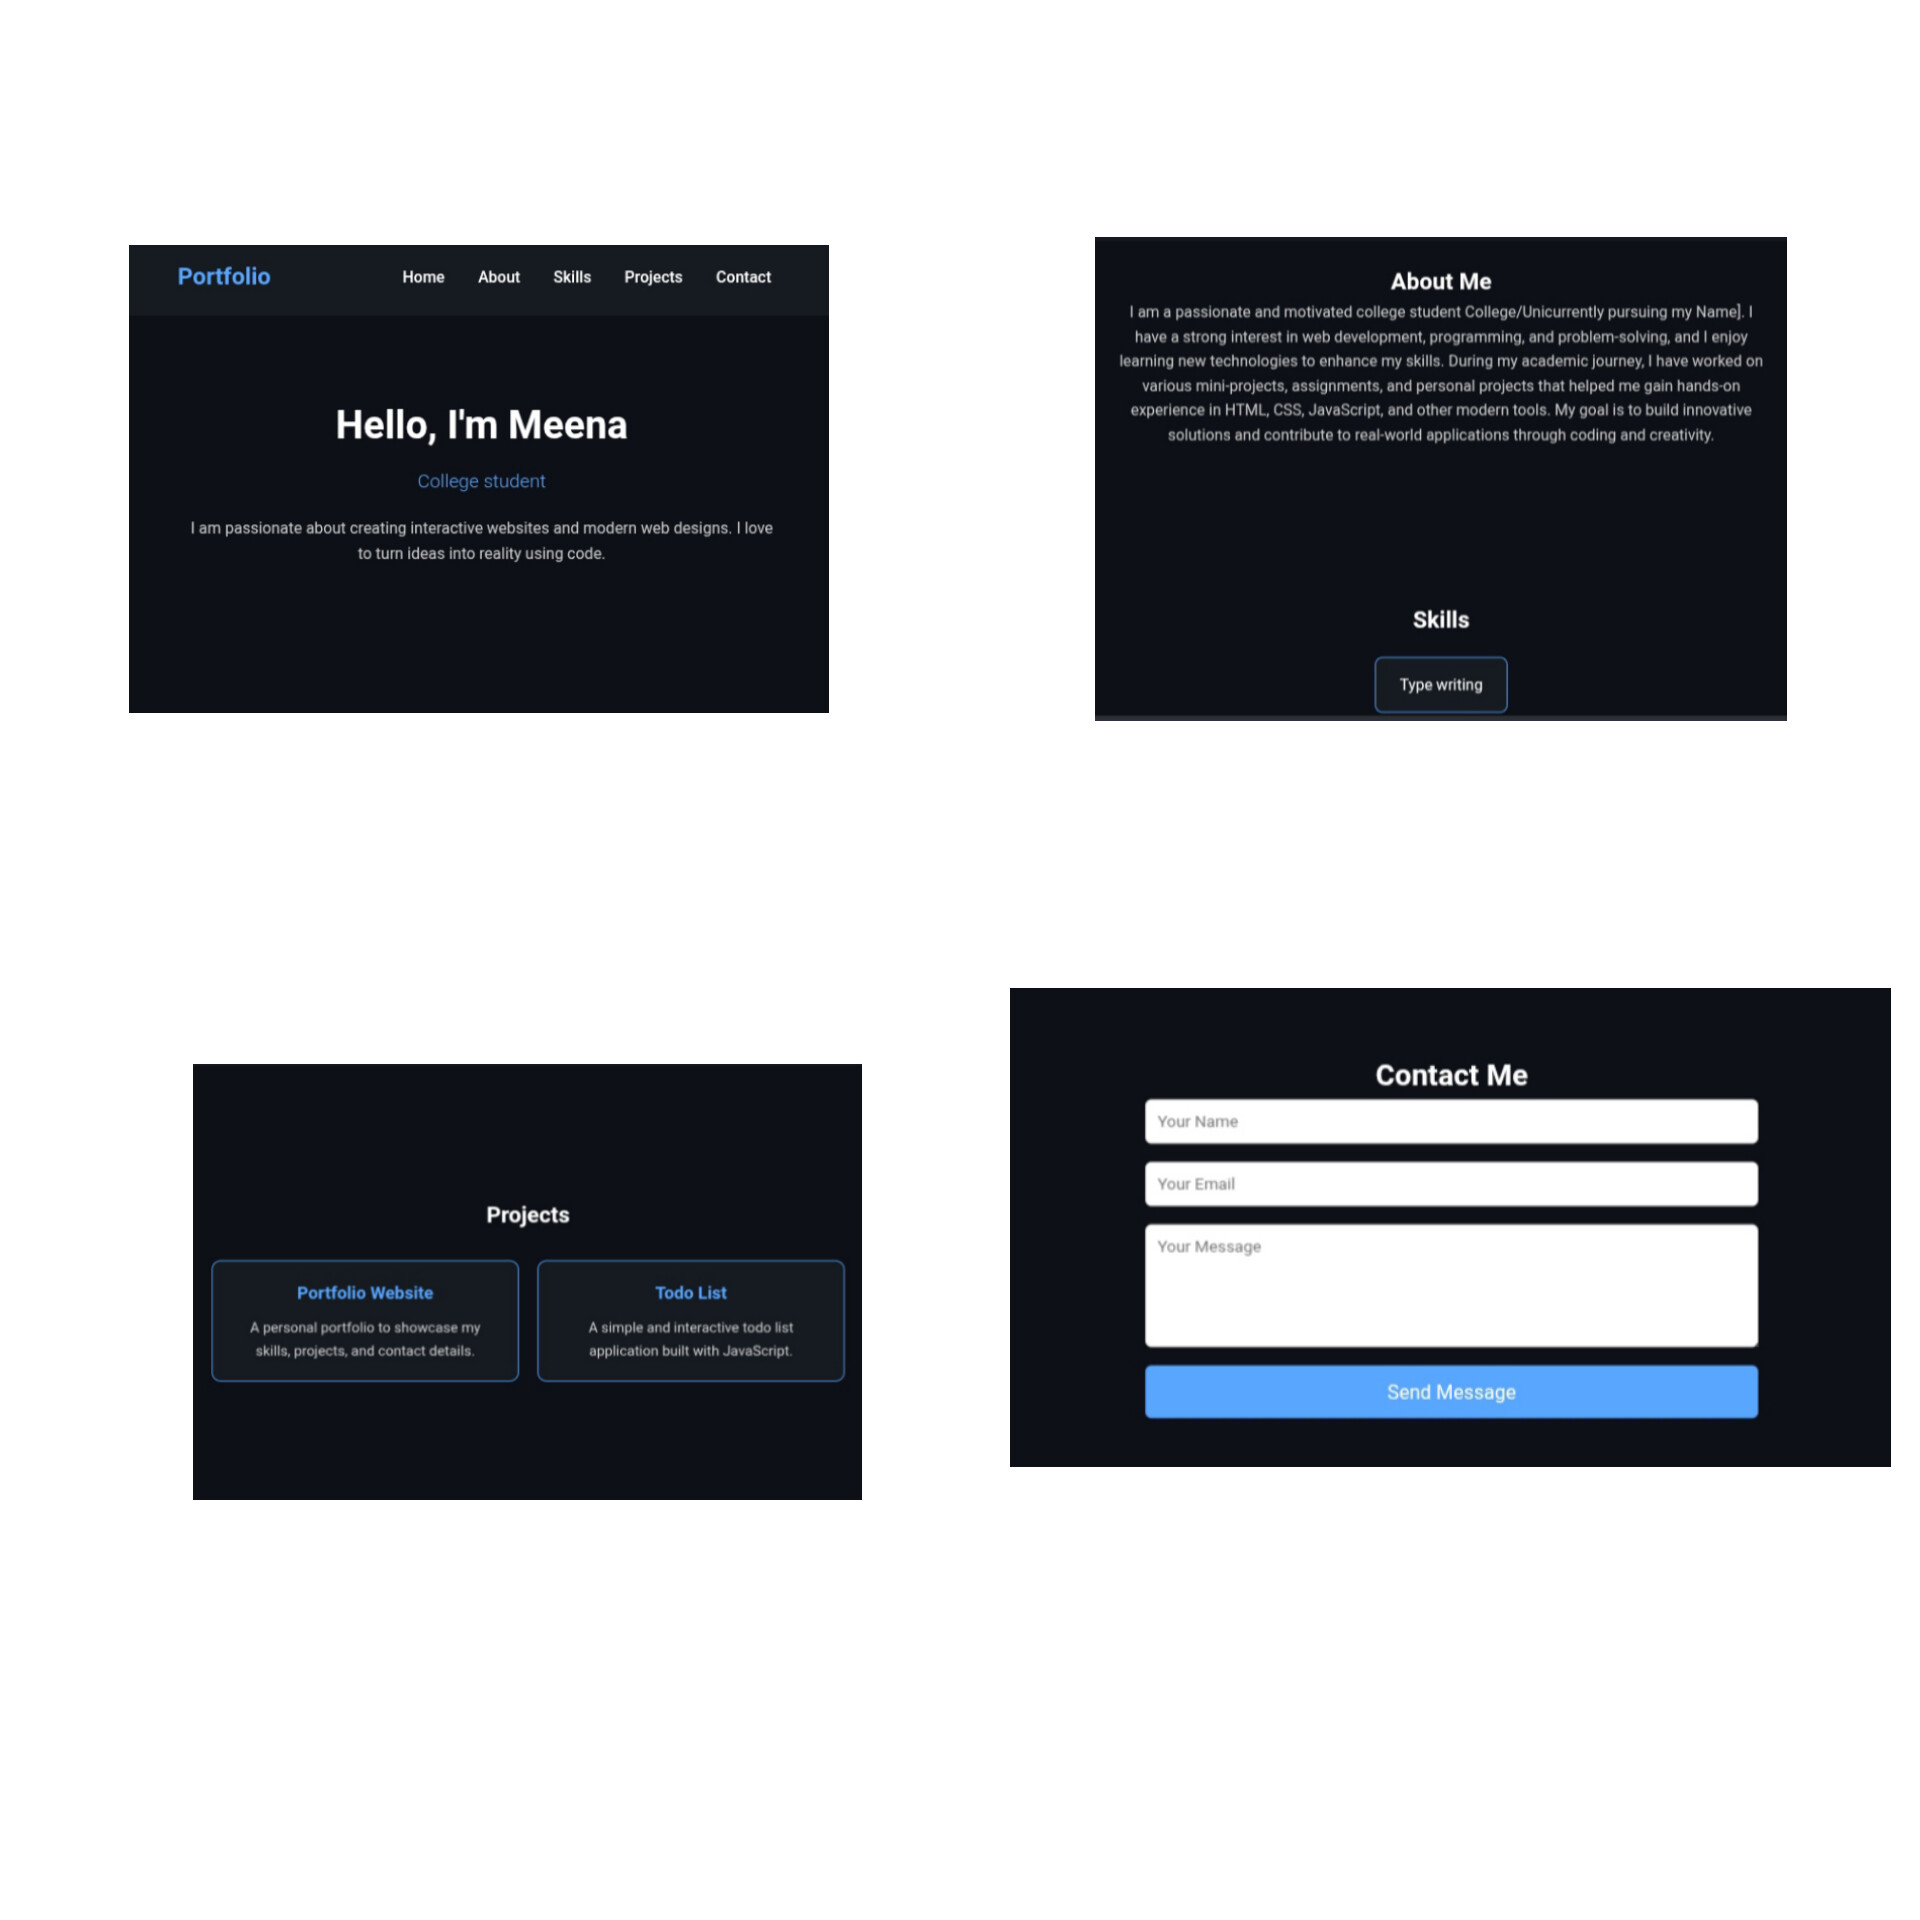 Portfolio
Home About Skills Projects Contact
Hello, I'm Meena
College student
I am passionate about creating interactive websites and modern web designs. I love
to turn ideas into reality using code.
About Me
I am a passionate and motivated college student College/Unicurrently pursuing my Name]. I
have a strong interest in web development, programming, and problem-solving, and I enjoy
learning new technologies to enhance my skills. During my academic journey, I have worked on
various mini-projects, assignments, and personal projects that helped me gain hands-on
experience in HTML, CSS, JavaScript, and other modern tools. My goal is to build innovative
solutions and contribute to real-world applications through coding and creativity.
Skills
Type writing
Projects
Portfolio Website
A personal portfolio to showcase my
skills, projects, and contact details.
Todo List
A simple and interactive todo list
application built with JavaScript.
Contact Me
Your Name
Your Email
Your Message
Send Message